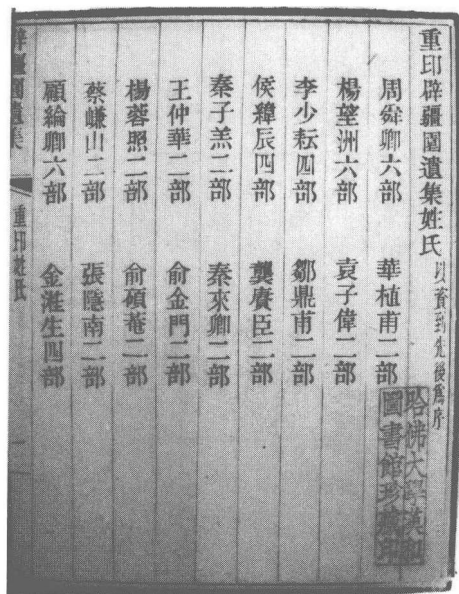 重印辟疆園遺集姓氏 以資到先後為序
周舜卿六部 華植甫二部
楊荎洲六部 袁子偉二部
李少耘四部 鄒鼎甫二部
侯緯辰四部 龔賡臣二部
秦子羔二部 秦來卿二部
王仲華二部 俞金門二部
楊蓉照二部 俞碩菴二部
蔡嵰山二部 張隱南二部
顧綸卿六部 金淮生四部
辟疆園遺集 重印姓氏
哈佛大學漢和圖書館珍藏印